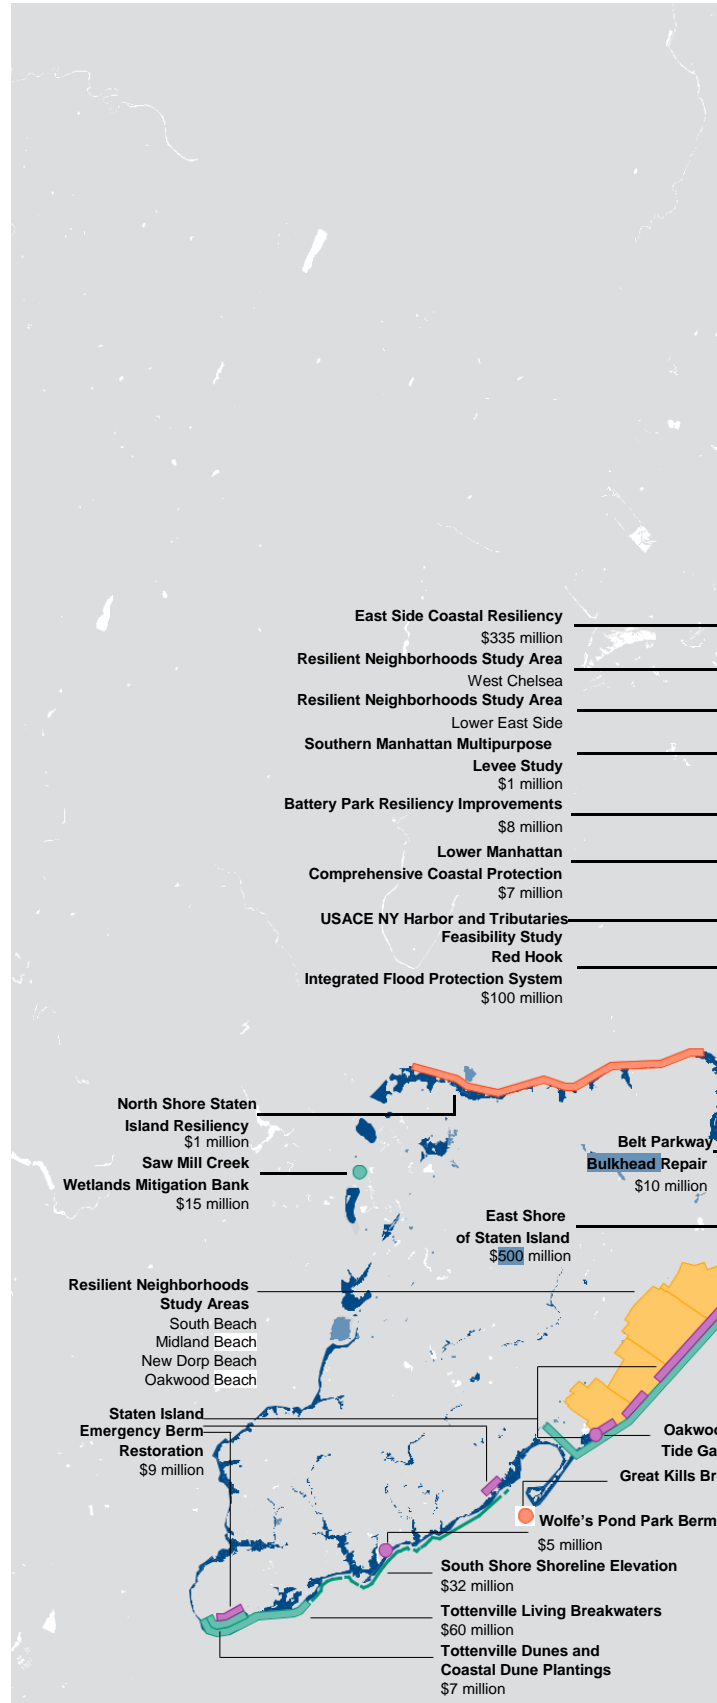 East Side Coastal Resiliency
$335 million
Resilient Neighborhoods Study Area
West Chelsea
Resilient Neighborhoods Study Area
Lower East Side
Southern Manhattan Multipurpose
Levee Study
$1 million
Battery Park Resiliency Improvements
$8 million
Lower Manhattan
Comprehensive Coastal Protection
$7 million
USACE NY Harbor and Tributaries
Feasibility Study
Red Hook
Integrated Flood Protection System
$100 million
North Shore Staten
Island Resiliency
$1 million
Saw Mill Creek
Wetlands Mitigation Bank
$15 million
Belt Parkway
Bulkhead Repair
$10 million
East Shore
of Staten Island
$500 million
Resilient Neighborhoods
Study Areas
South Beach
Midland Beach
New Dorp Beach
Oakwood Beach
Staten Island
Emergency Berm
Restoration
$9 million
Oakwoo
Tide Ga
Great Kills Br
Wolfe's Pond Park Berm
$5 million
South Shore Shoreline Elevation
$32 million
Tottenville Living Breakwaters
$60 million
Tottenville Dunes and
Coastal Dune Plantings
$7 million